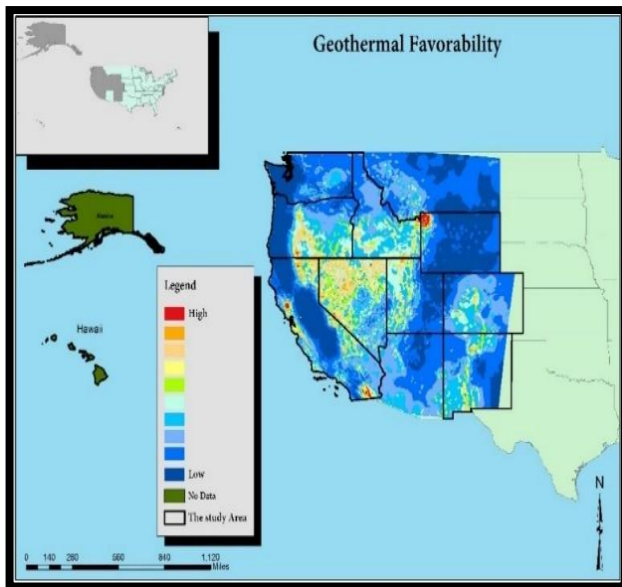 Geothermal Favorability
Alaska
Hawaii
Legend
High
Low
No Data
The study Area
N
0 140 280 560 840 1,120
Miles